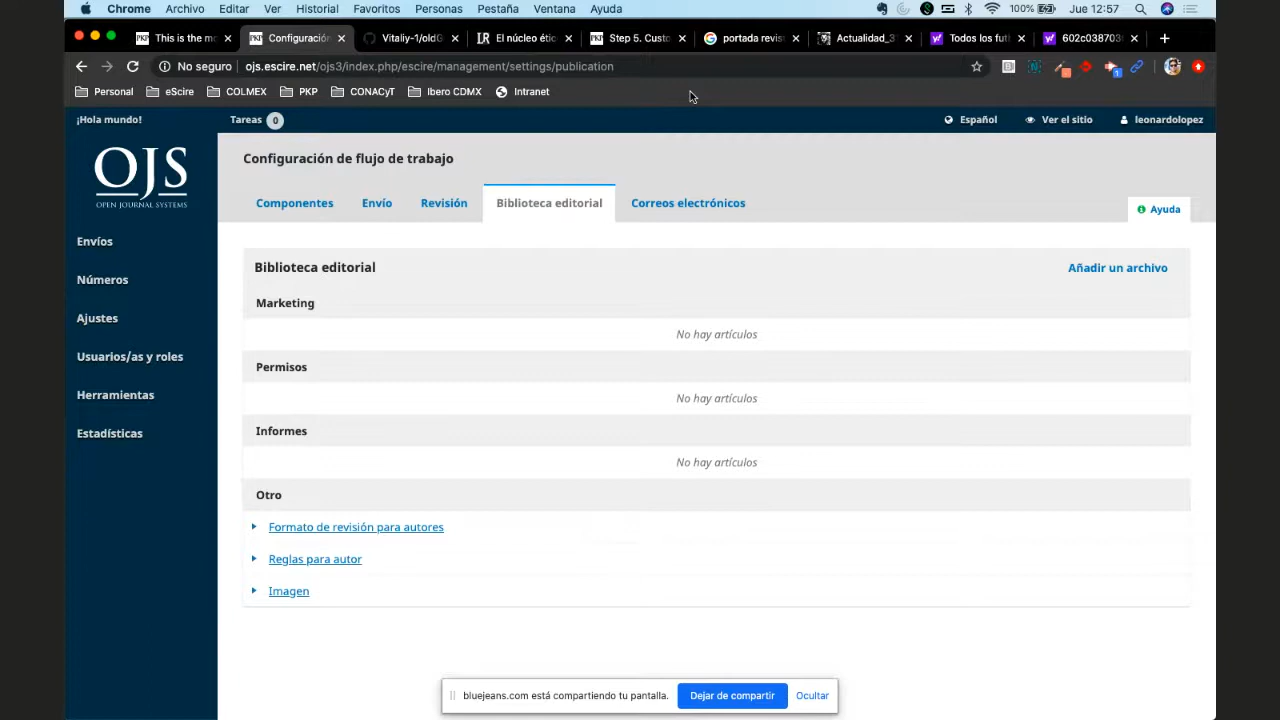 Chrome Archivo Editar Ver Historial Favoritos Personas Pestaña Ventana Ayuda 100% Jue 12:57
This is the mo Configuración Vitaliy-1/oldG El núcleo étic Step 5. Custo portada revis Actualidad_31 Todos los fut 602c038703
No seguro ojs.escire.net/ojs3/index.php/escire/management/settings/publication
Personal eScire COLMEX PKP CONACyT Ibero CDMX Intranet
¡Hola mundo! Tareas 0 Español Ver el sitio leonardolopez
OJS
OPEN JOURNAL SYSTEMS
Configuración de flujo de trabajo
Componentes Envío Revisión Biblioteca editorial Correos electrónicos
Ayuda
Envíos
Números
Ajustes
Usuarios/as y roles
Herramientas
Estadísticas
Biblioteca editorial Añadir un archivo
Marketing
No hay artículos
Permisos
No hay artículos
Informes
No hay artículos
Otro
Formato de revisión para autores
Reglas para autor
Imagen
bluejeans.com está compartiendo tu pantalla. Dejar de compartir Ocultar